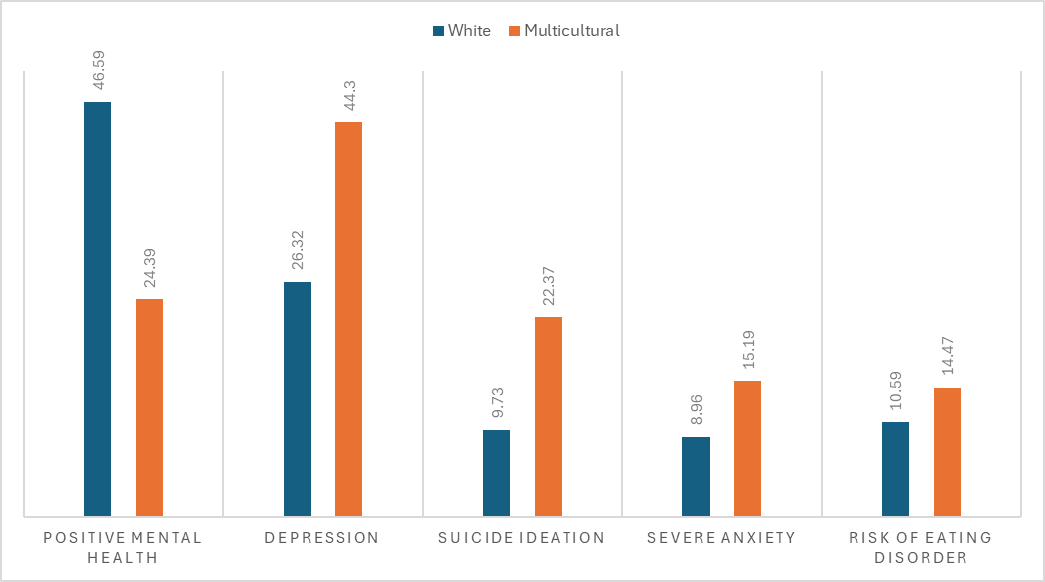 White Multicultural
46.59
24.39
26.32
44.3
9.73
22.37
8.96
15.19
10.59
14.47
POSITIVE MENTAL
HEALTH
DEPRESSION
SUICIDE IDEATION
SEVERE ANXIETY
RISK OF EATING
DISORDER